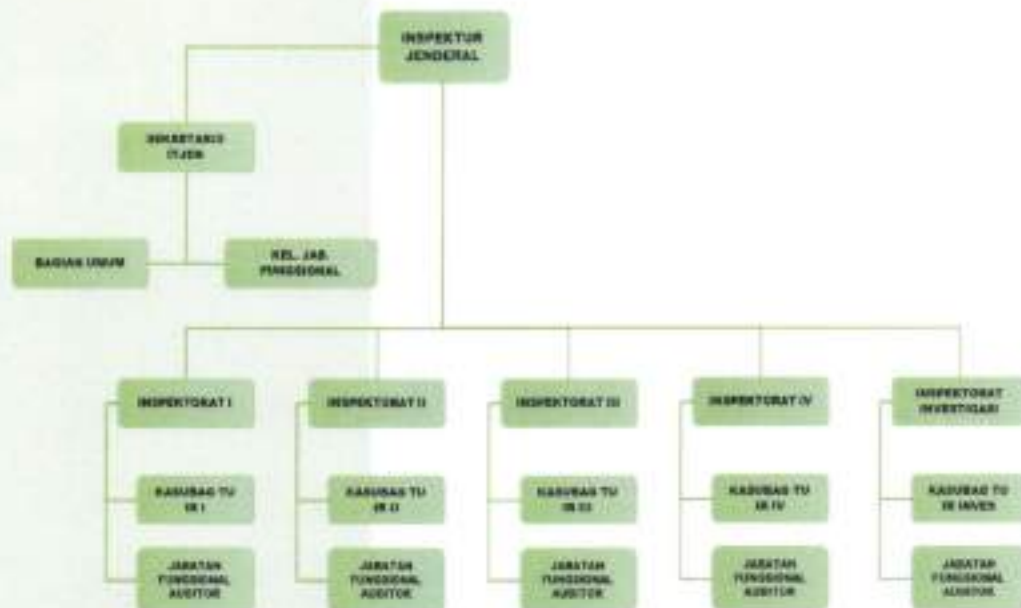 INSPEKTUR
JENDERAL
SEKRETARIS
ITJEN
BAGIAN UMUM
KEL. JAB.
FUNGSIONAL
INSPEKTORAT I
INSPEKTORAT II
INSPEKTORAT III
INSPEKTORAT IV
INSPEKTORAT
INVESTIGASI
KASUBAG TU
IR I
KASUBAG TU
IR II
KASUBAG TU
IR III
KASUBAG TU
IR IV
KASUBAG TU
IR INVES
JABATAN
FUNGSIONAL
AUDITOR
JABATAN
FUNGSIONAL
AUDITOR
JABATAN
FUNGSIONAL
AUDITOR
JABATAN
FUNGSIONAL
AUDITOR
JABATAN
FUNGSIONAL
AUDITOR